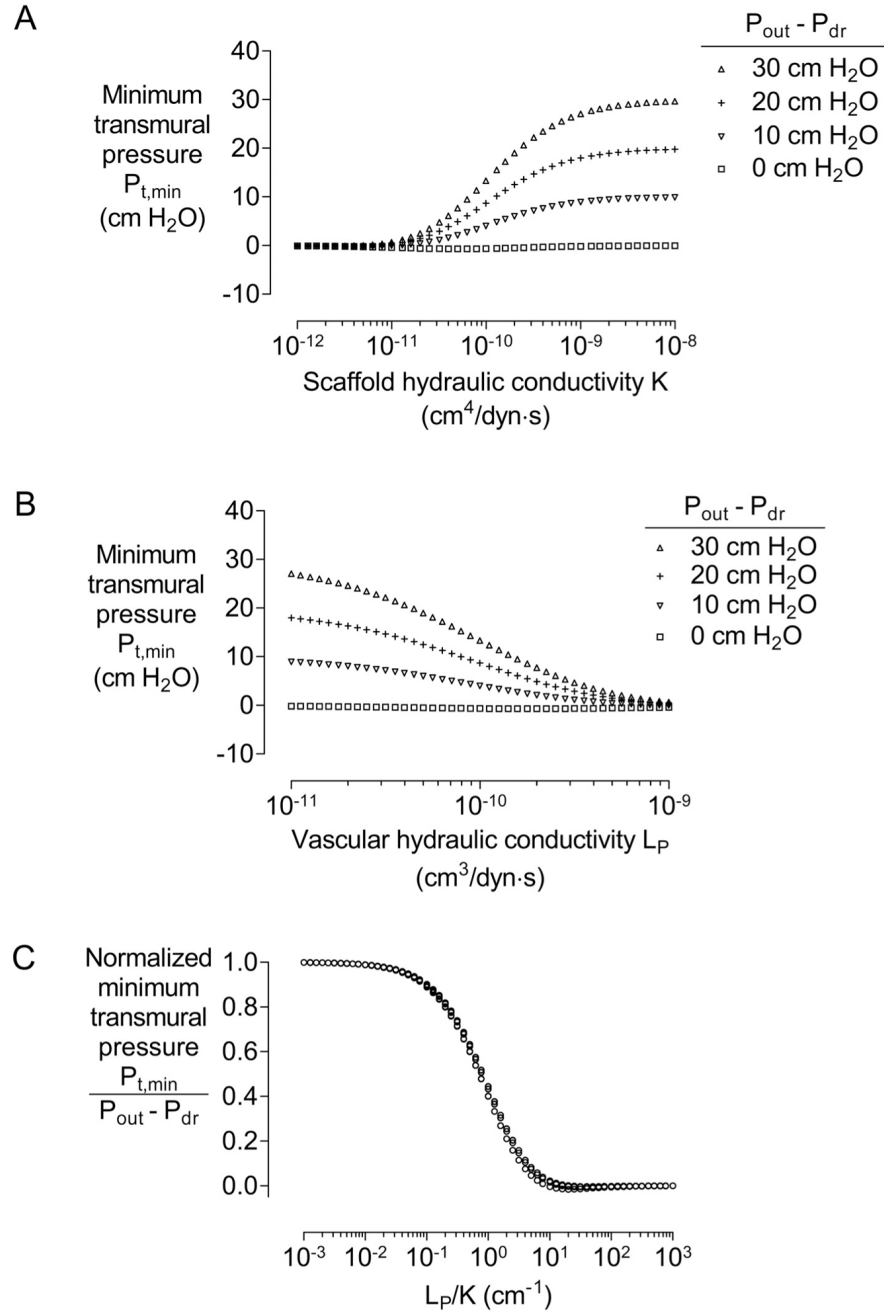 A
P_out - P_dr
30 cm H₂O
20 cm H₂O
10 cm H₂O
0 cm H₂O
Minimum
transmural
pressure
P_t,min
(cm H₂O)
40
30
20
10
0
-10
10⁻¹² 10⁻¹¹ 10⁻¹⁰ 10⁻⁹ 10⁻⁸
Scaffold hydraulic conductivity K
(cm⁴/dyn·s)
B
P_out - P_dr
30 cm H₂O
20 cm H₂O
10 cm H₂O
0 cm H₂O
Minimum
transmural
pressure
P_t,min
(cm H₂O)
40
30
20
10
0
-10
10⁻¹¹ 10⁻¹⁰ 10⁻⁹
Vascular hydraulic conductivity L_P
(cm³/dyn·s)
C
Normalized
minimum
transmural
pressure
P_t,min
P_out - P_dr
1.0
0.8
0.6
0.4
0.2
0.0
10⁻³ 10⁻² 10⁻¹ 10⁰ 10¹ 10² 10³
L_P/K (cm⁻¹)